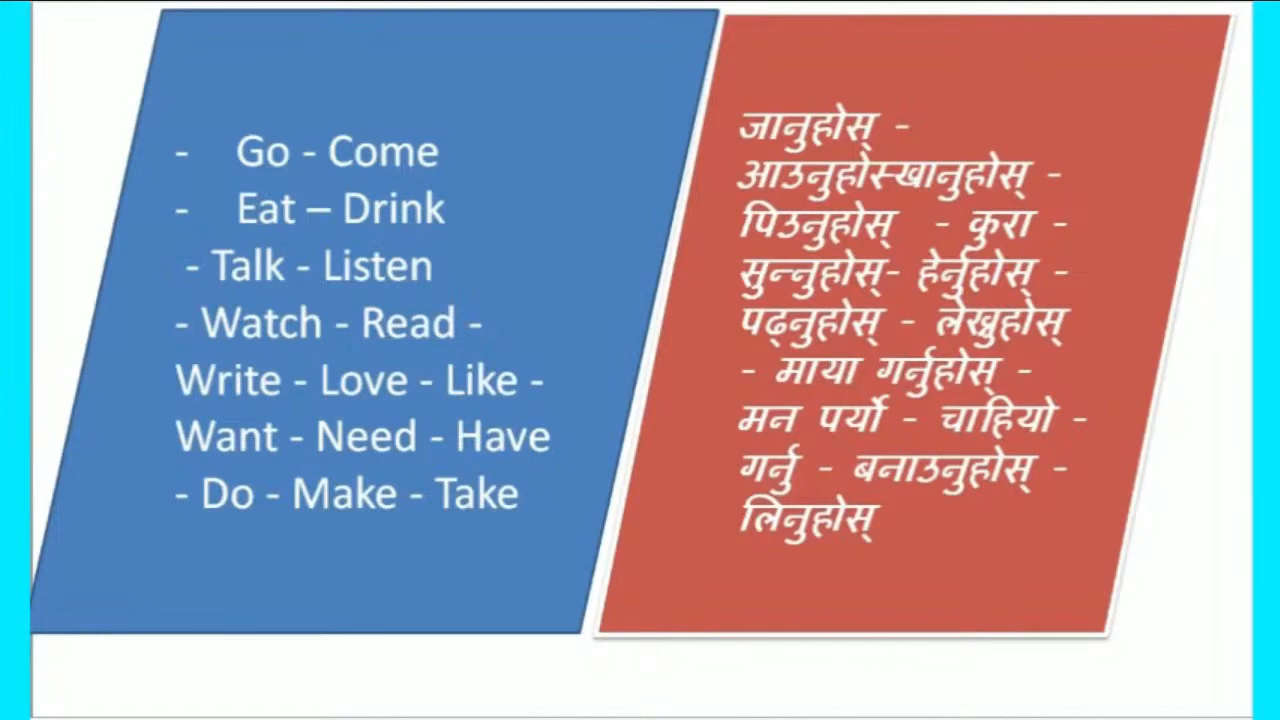 - Go - Come
- Eat – Drink
- Talk - Listen
- Watch - Read -
Write - Love - Like -
Want - Need - Have
- Do - Make - Take
जानुहोस् -
आउनुहोस्खानुहोस् -
पिउनुहोस् - कुरा -
सुन्नुहोस्- हेर्नुहोस् -
पढ्नुहोस् - लेख्नुहोस्
- माया गर्नुहोस् -
मन पर्यो - चाहियो -
गर्नु - बनाउनुहोस् -
लिनुहोस्